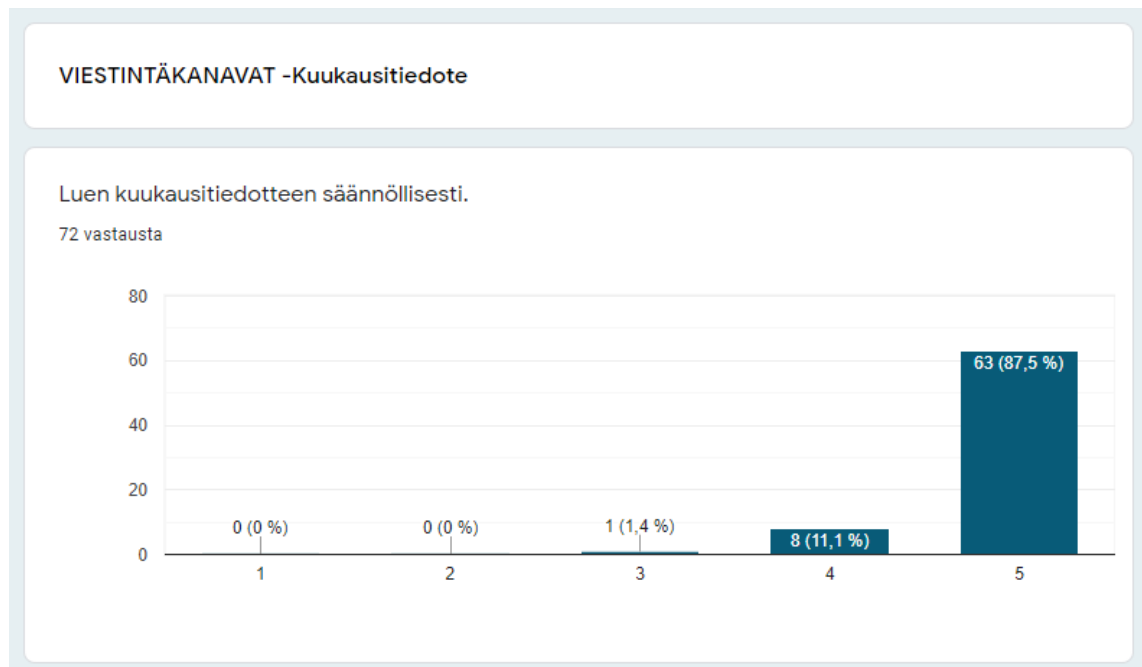 VIESTINTÄKANAVAT -Kuukausitiedote
Luen kuukausitiedotteen säännöllisesti.
72 vastausta
80
60
40
20
0
0 (0 %)
0 (0 %)
1 (1,4 %)
8 (11,1 %)
63 (87,5 %)
1
2
3
4
5